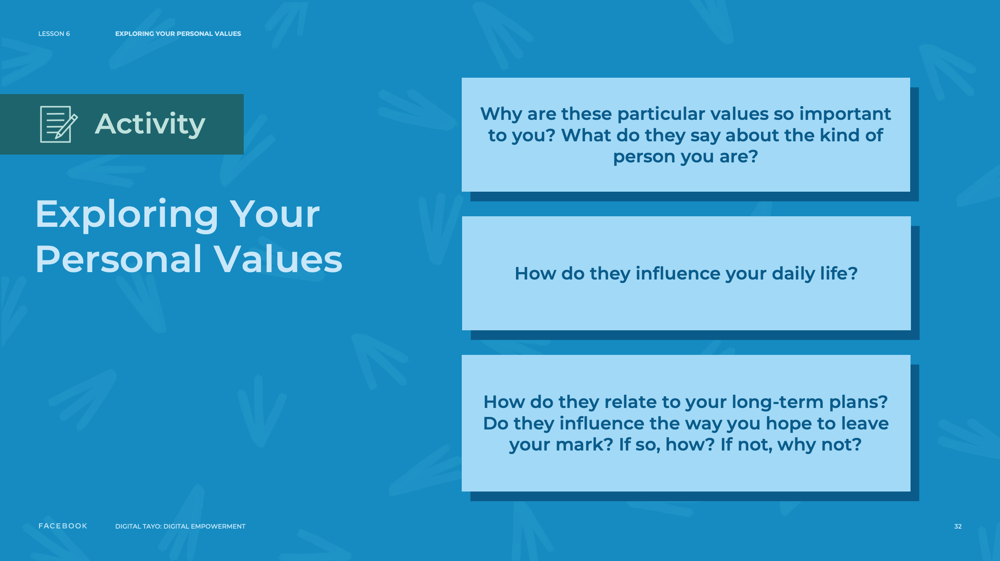 LESSON 6
EXPLORING YOUR PERSONAL VALUES
Activity
Exploring Your
Personal Values
Why are these particular values so important
to you? What do they say about the kind of
person you are?
How do they influence your daily life?
How do they relate to your long-term plans?
Do they influence the way you hope to leave
your mark? If so, how? If not, why not?
FACEBOOK
DIGITAL TAYO: DIGITAL EMPOWERMENT
32